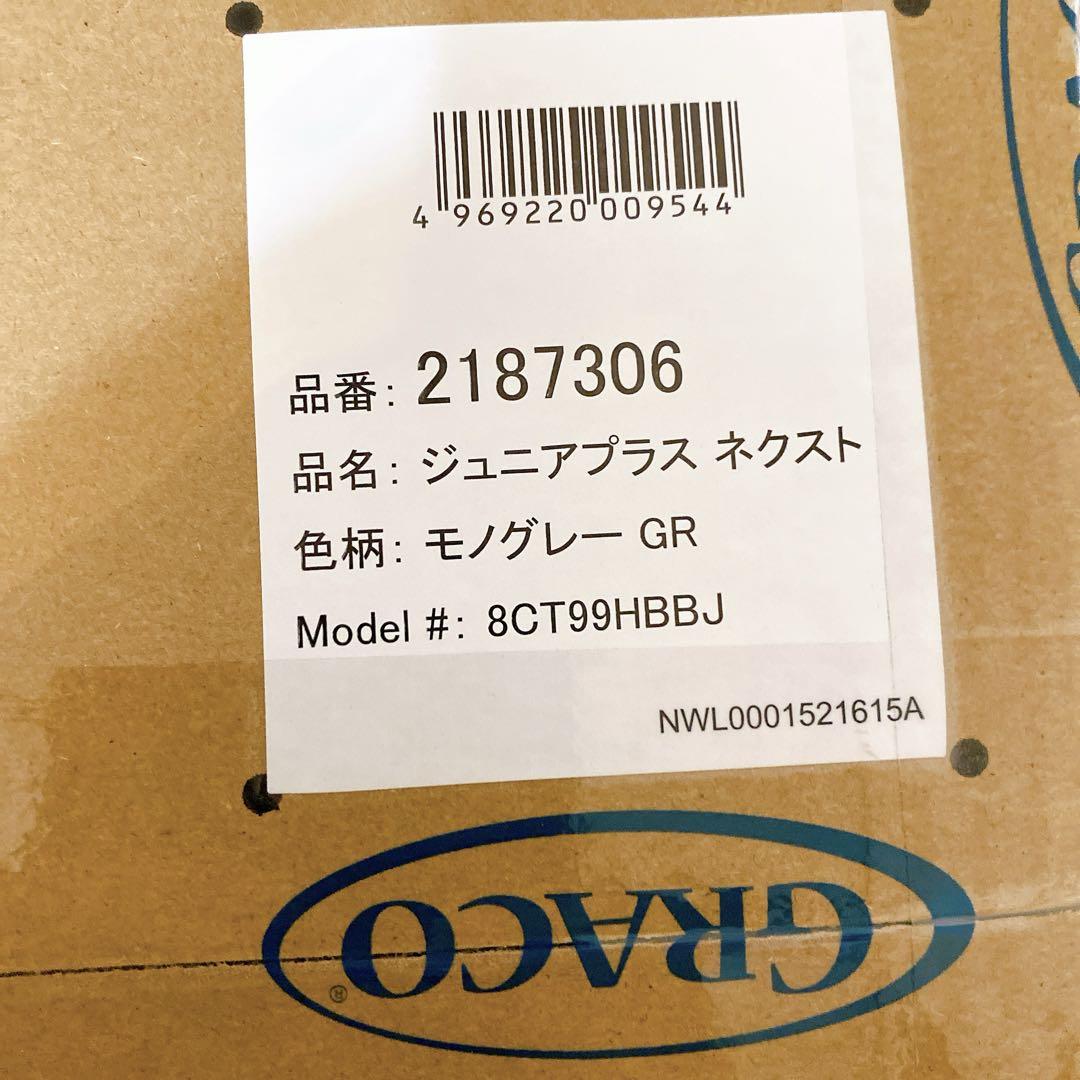 4 969220 009544
品番: 2187306
品名: ジュニアプラス ネクスト
色柄: モノグレー GR
Model #: 8CT99HBBJ
NWL0001521615A
GRACO®